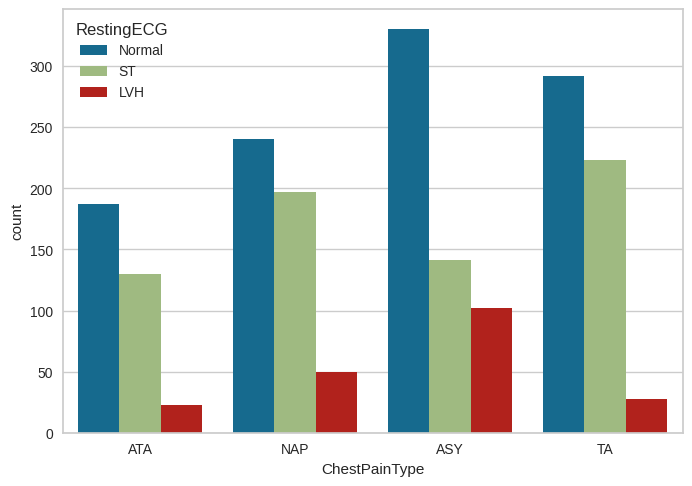 RestingECG
Normal
ST
LVH
300
250
200
150
100
50
0
count
ATA NAP ASY TA
ChestPainType